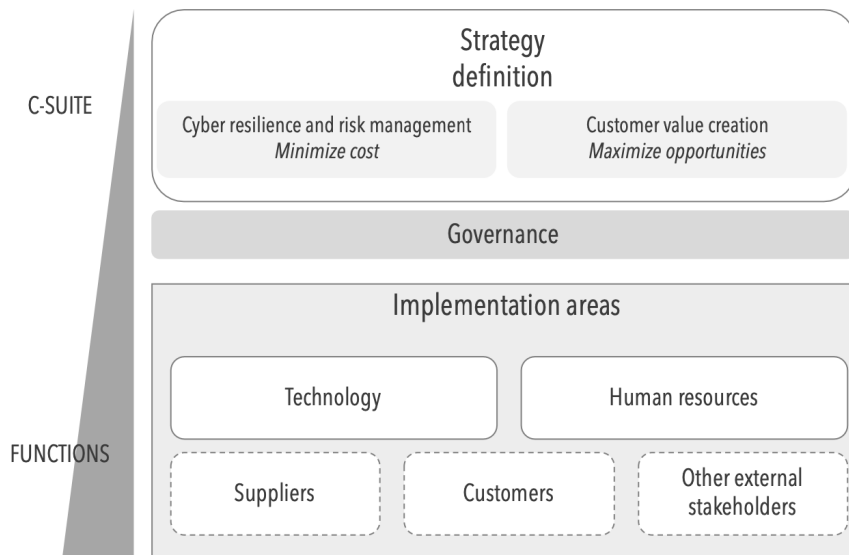 Strategy
definition
C-SUITE
Cyber resilience and risk management
Minimize cost
Customer value creation
Maximize opportunities
Governance
Implementation areas
Technology
Human resources
FUNCTIONS
Suppliers
Customers
Other external
stakeholders